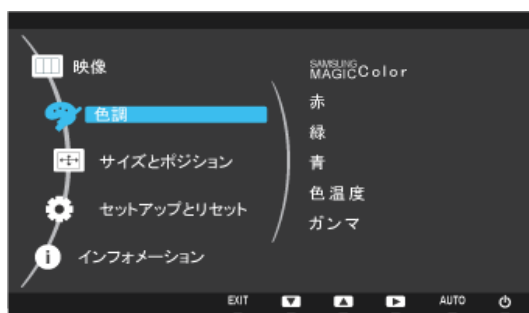 映像
色調
サイズとポジション
セットアップとリセット
インフォメーション
SAMSUNG
MAGICColor
赤
緑
青
色温度
ガンマ
EXIT AUTO